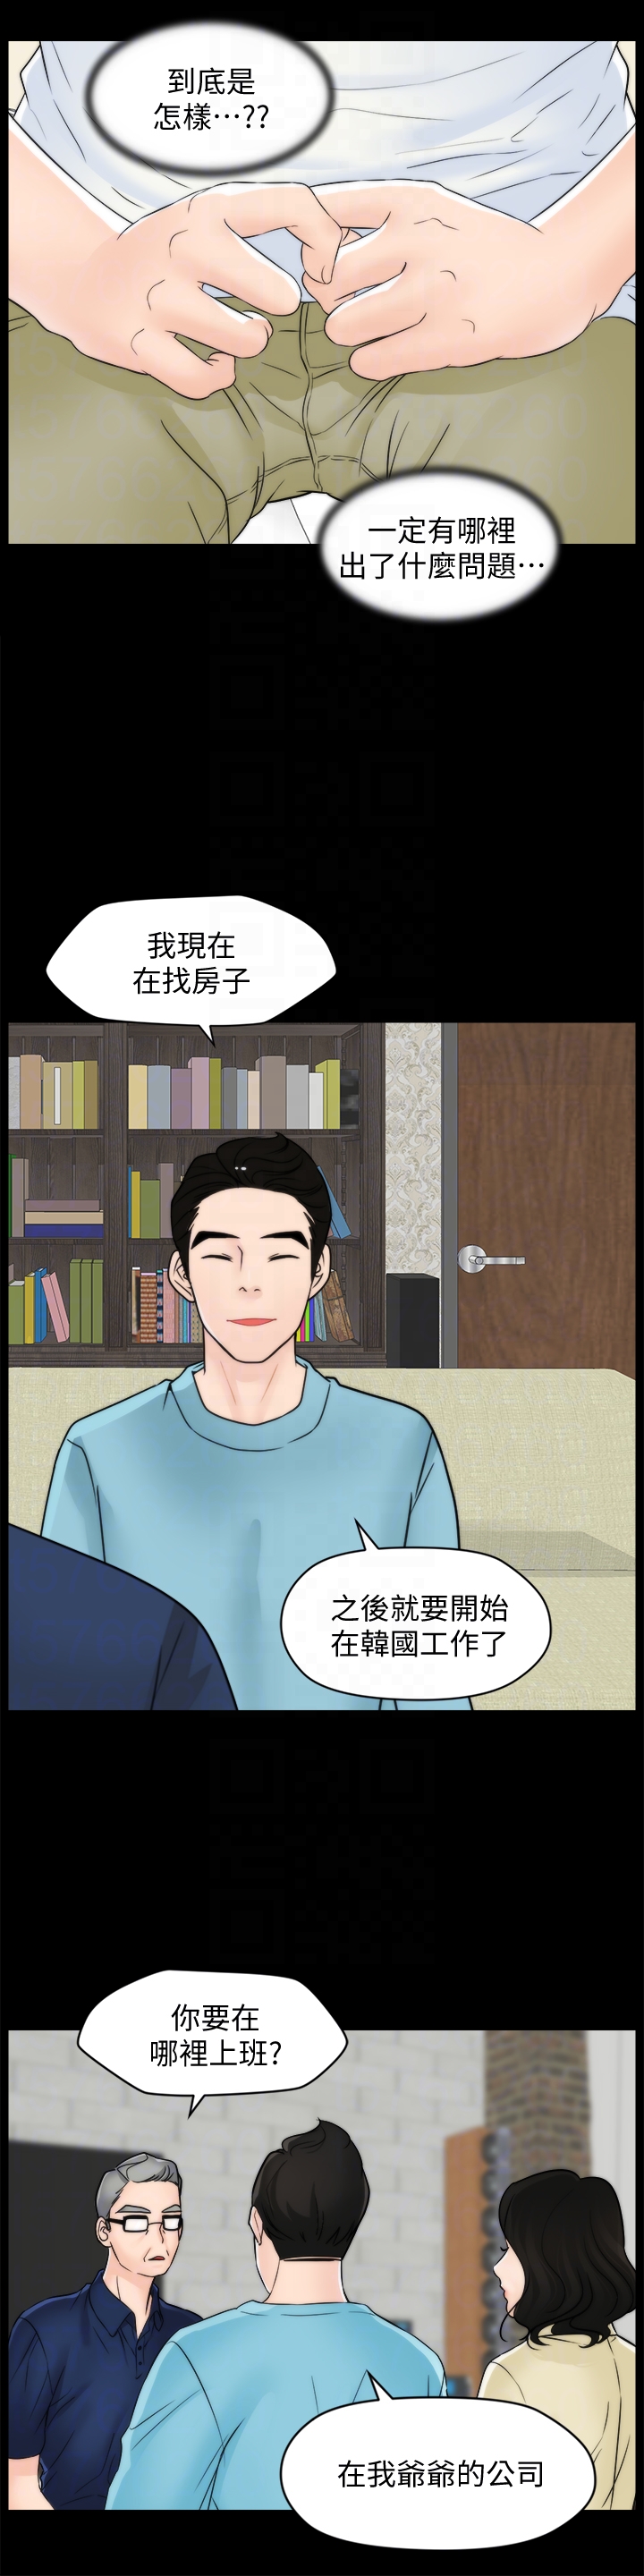 到底是
怎樣⋯??
一定有哪裡
出了什麼問題⋯
我現在
在找房子
之後就要開始
在韓國工作了
你要在
哪裡上班?
在我爺爺的公司